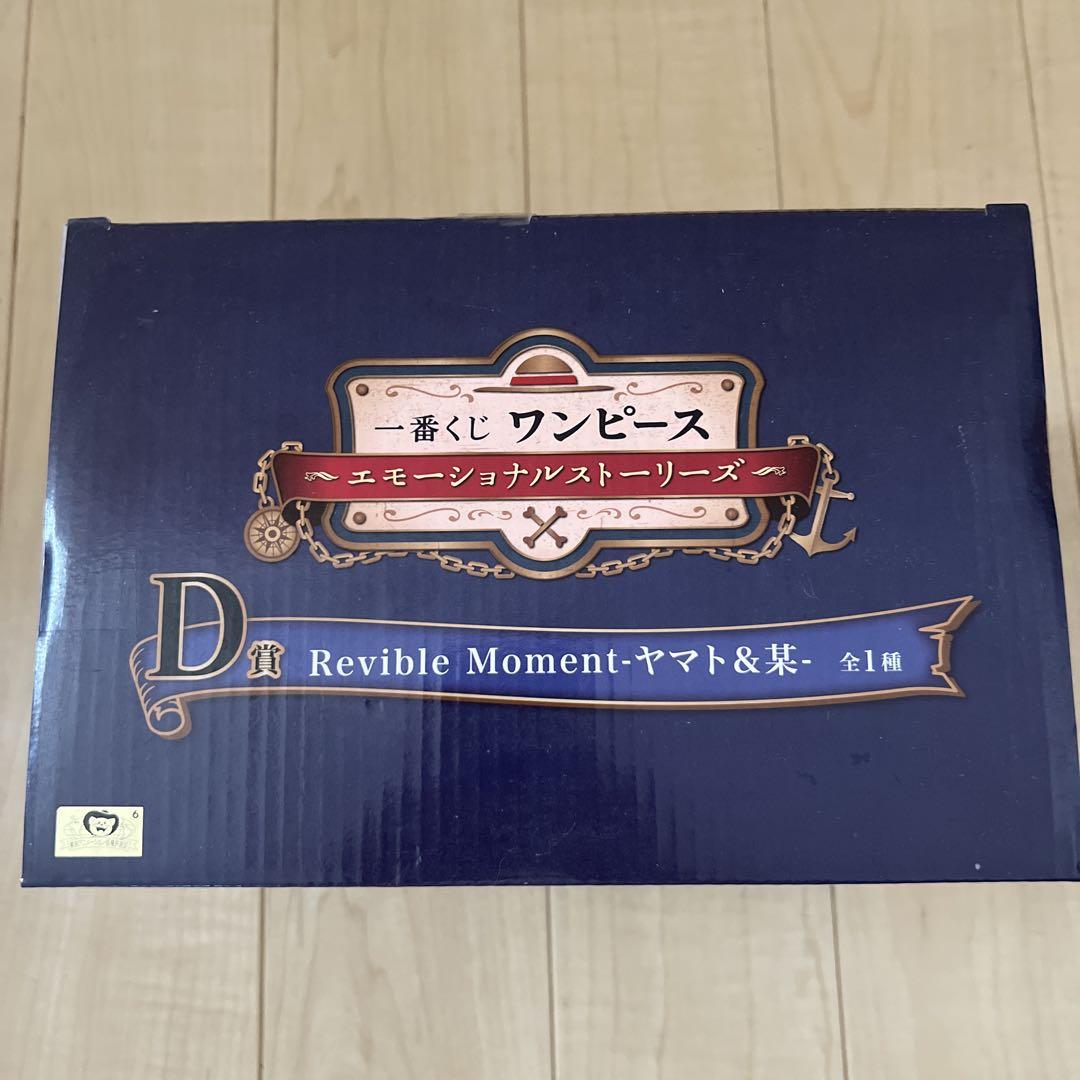 一番くじ ワンピース
エモーショナルストーリーズ
D賞 Revible Moment-ヤマト&某- 全1種
6